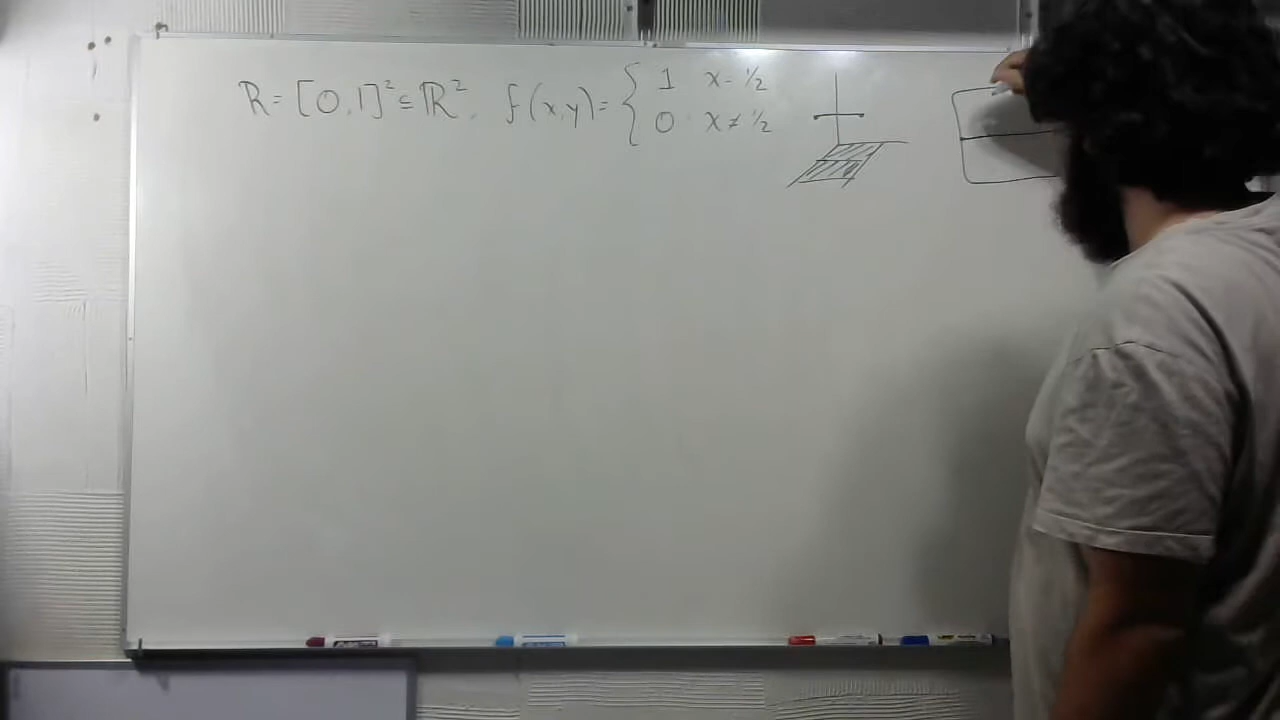 R = [0,1]² ⊆ ℝ², f(x,y) = { 1 x = ½
0 x ≠ ½